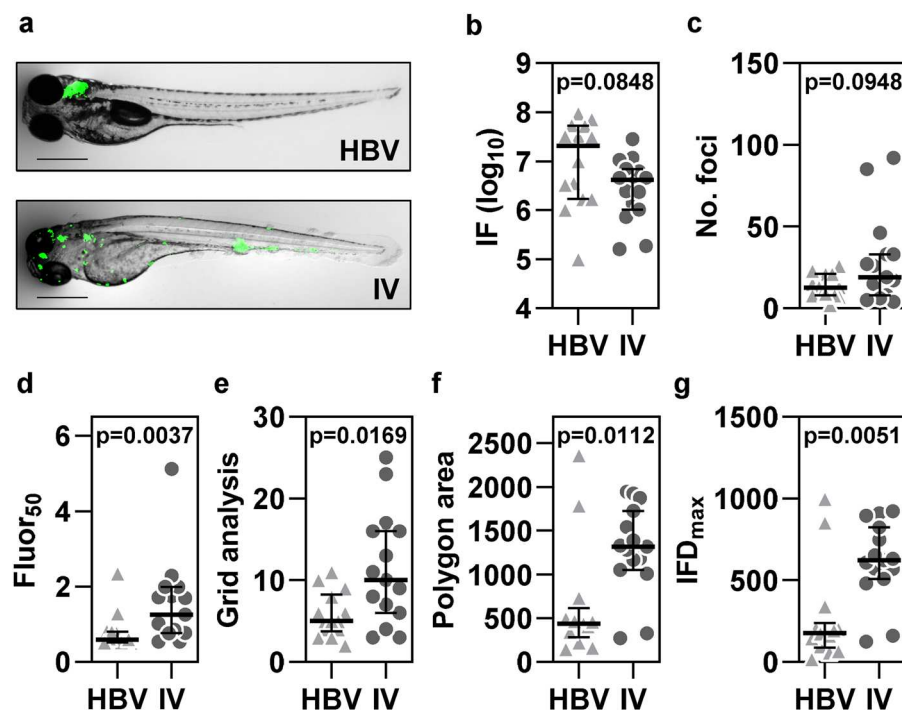 a
HBV
IV
b
IF (log10)
9
8
7
6
5
4
p=0.0848
HBV IV
c
No. foci
150
100
50
0
p=0.0948
HBV IV
d
Fluor50
6
4
2
0
p=0.0037
HBV IV
e
Grid analysis
30
20
10
0
p=0.0169
HBV IV
f
Polygon area
2500
2000
1500
1000
500
0
p=0.0112
HBV IV
g
IFDmax
1500
1000
500
0
p=0.0051
HBV IV